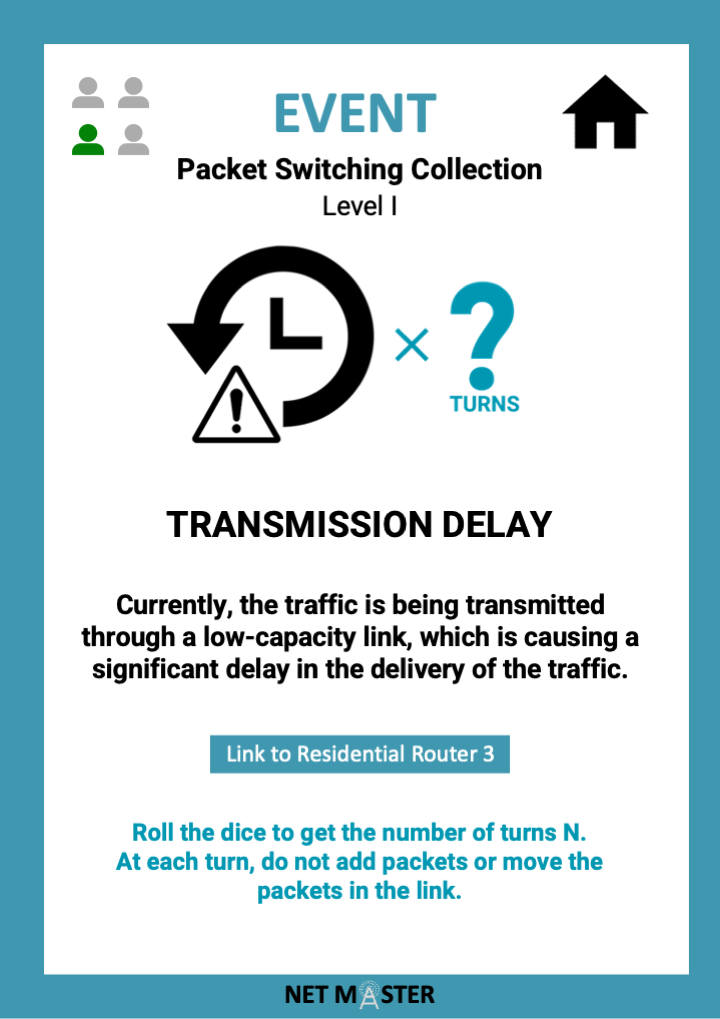 EVENT
Packet Switching Collection
Level I
×
?
TURNS
TRANSMISSION DELAY
Currently, the traffic is being transmitted
through a low-capacity link, which is causing a
significant delay in the delivery of the traffic.
Link to Residential Router 3
Roll the dice to get the number of turns N.
At each turn, do not add packets or move the
packets in the link.
NET MASTER